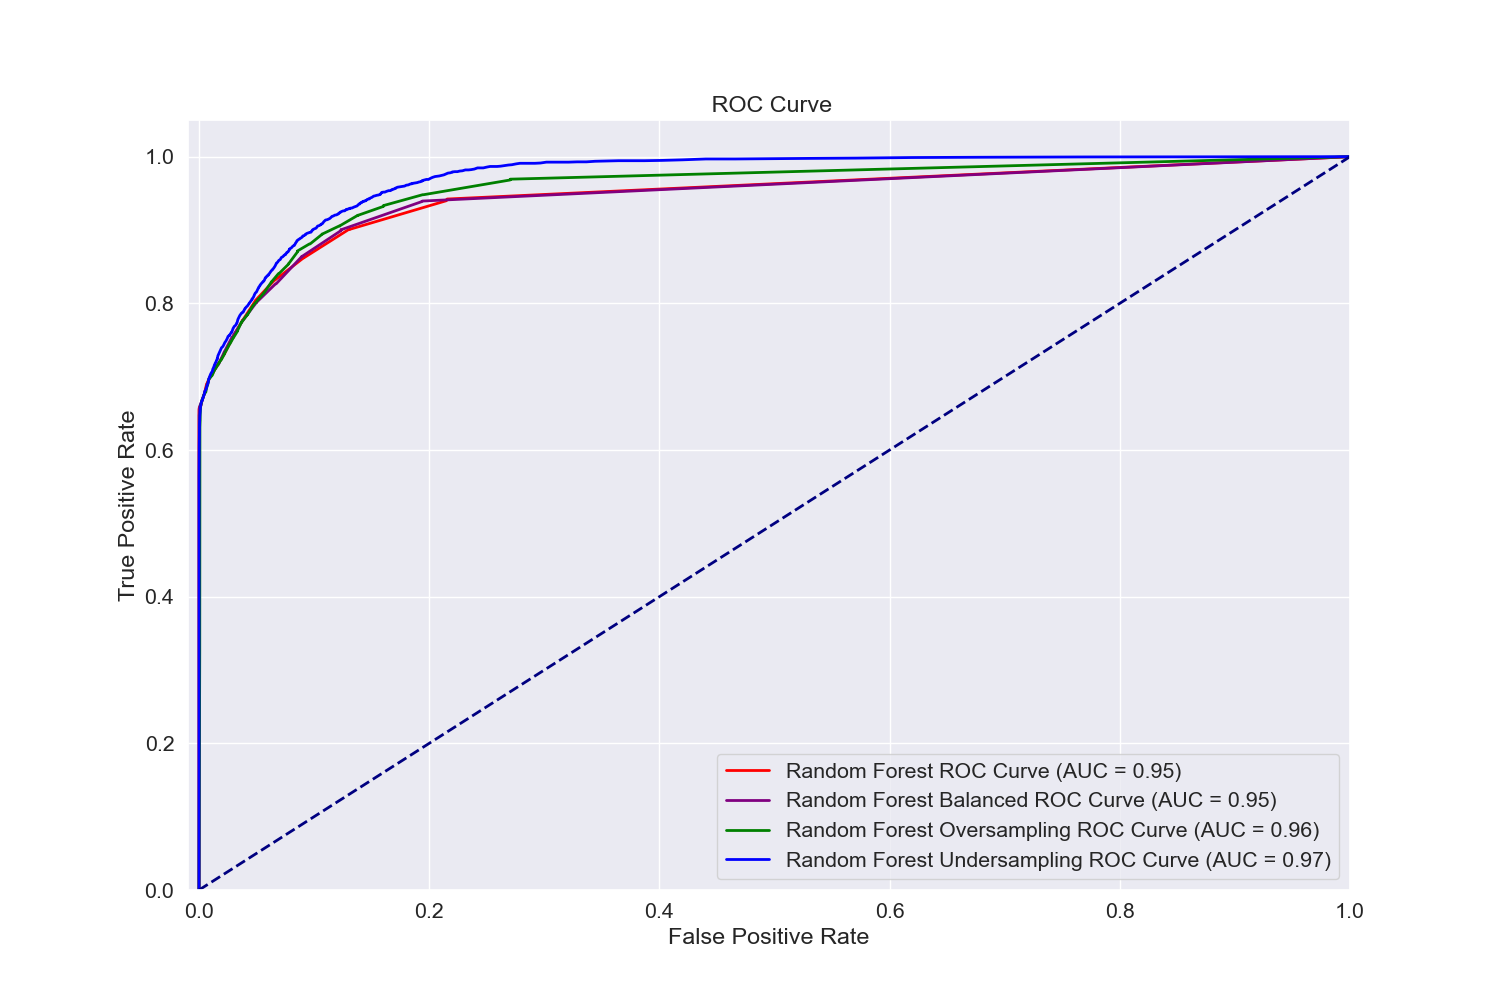 ROC Curve
1.0
0.8
0.6
0.4
0.2
0.0
True Positive Rate
Random Forest ROC Curve (AUC = 0.95)
Random Forest Balanced ROC Curve (AUC = 0.95)
Random Forest Oversampling ROC Curve (AUC = 0.96)
Random Forest Undersampling ROC Curve (AUC = 0.97)
0.0 0.2 0.4 0.6 0.8 1.0
False Positive Rate